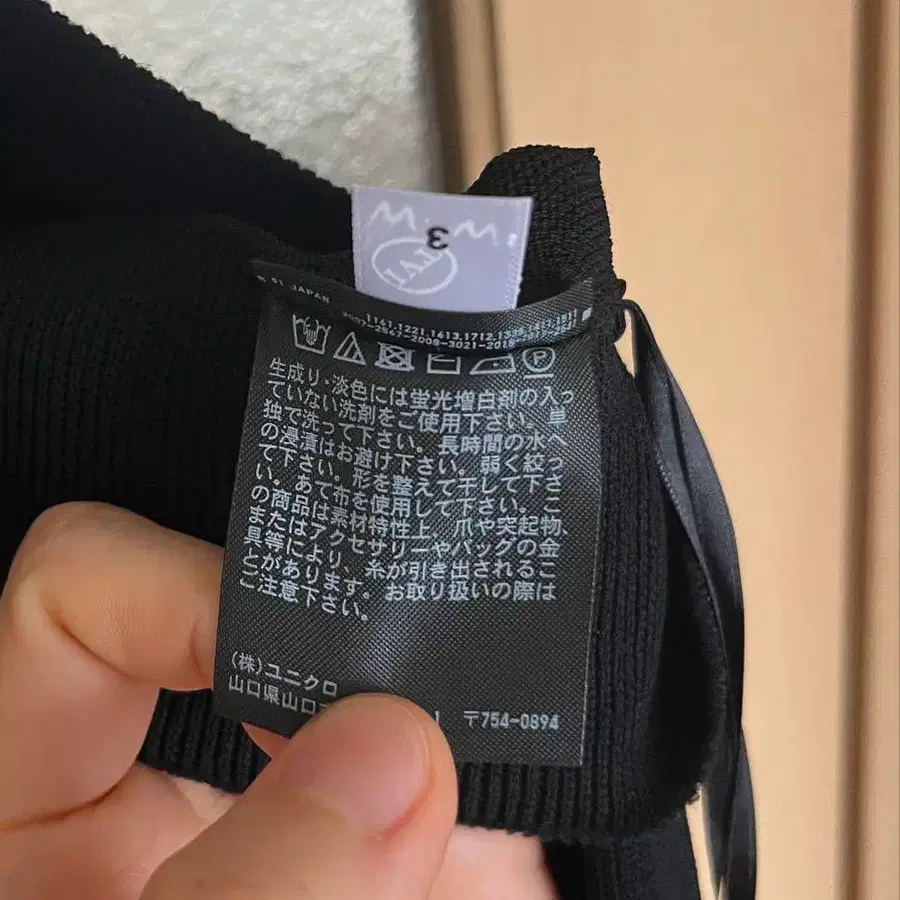 3
01 JAPAN
生成り・淡色には蛍光増白剤の入っ
ていない洗剤をご使用下さい。単
独で洗って下さい。長時間の水へ
の浸漬はお避け下さい。弱く絞っ
て下さい。形を整えて干して下さ
い。あて布を使用して下さい。こ
の商品は素材特性上、爪や突起物、
またはアクセサリーやバッグの金
具等により、糸が引き出されるこ
とがあります。お取り扱いの際は
ご注意下さい。
(株)ユニクロ
山口県山口 1 〒754-0894